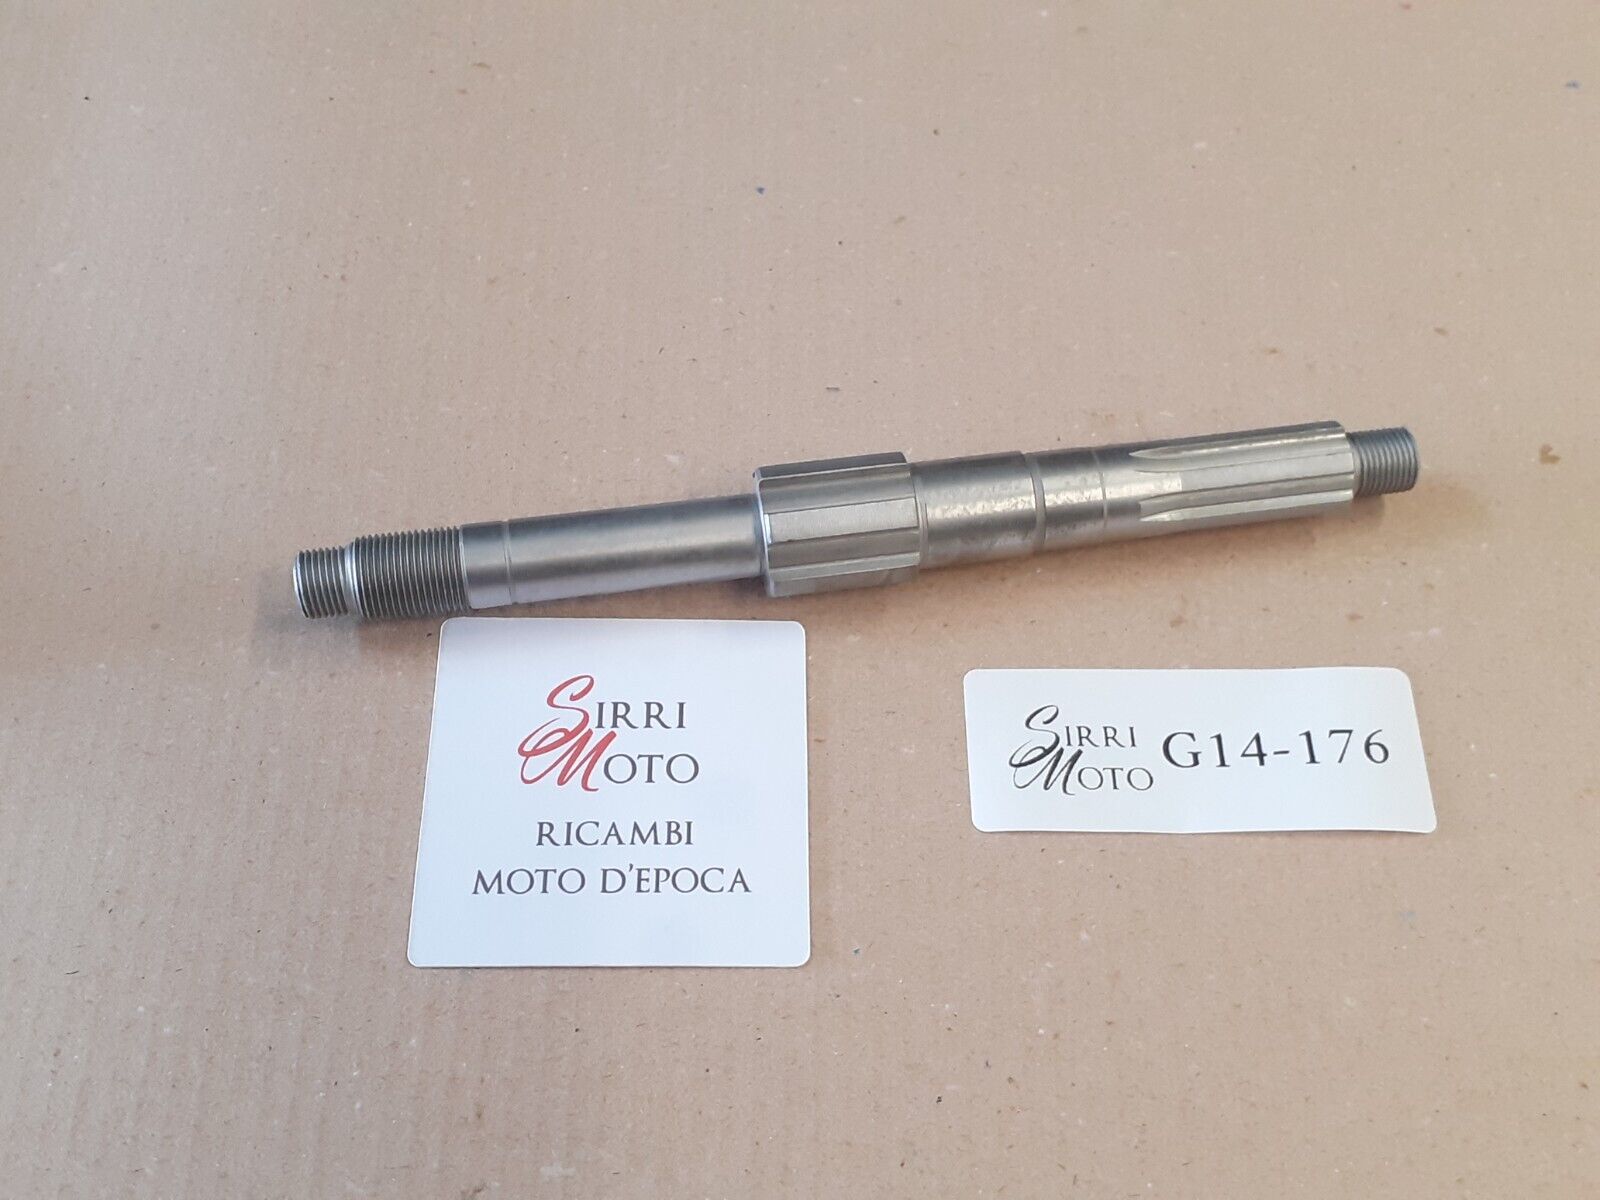 SIRRI
MOTO
RICAMBI
MOTO D'EPOCA
SIRRI
MOTO G14-176